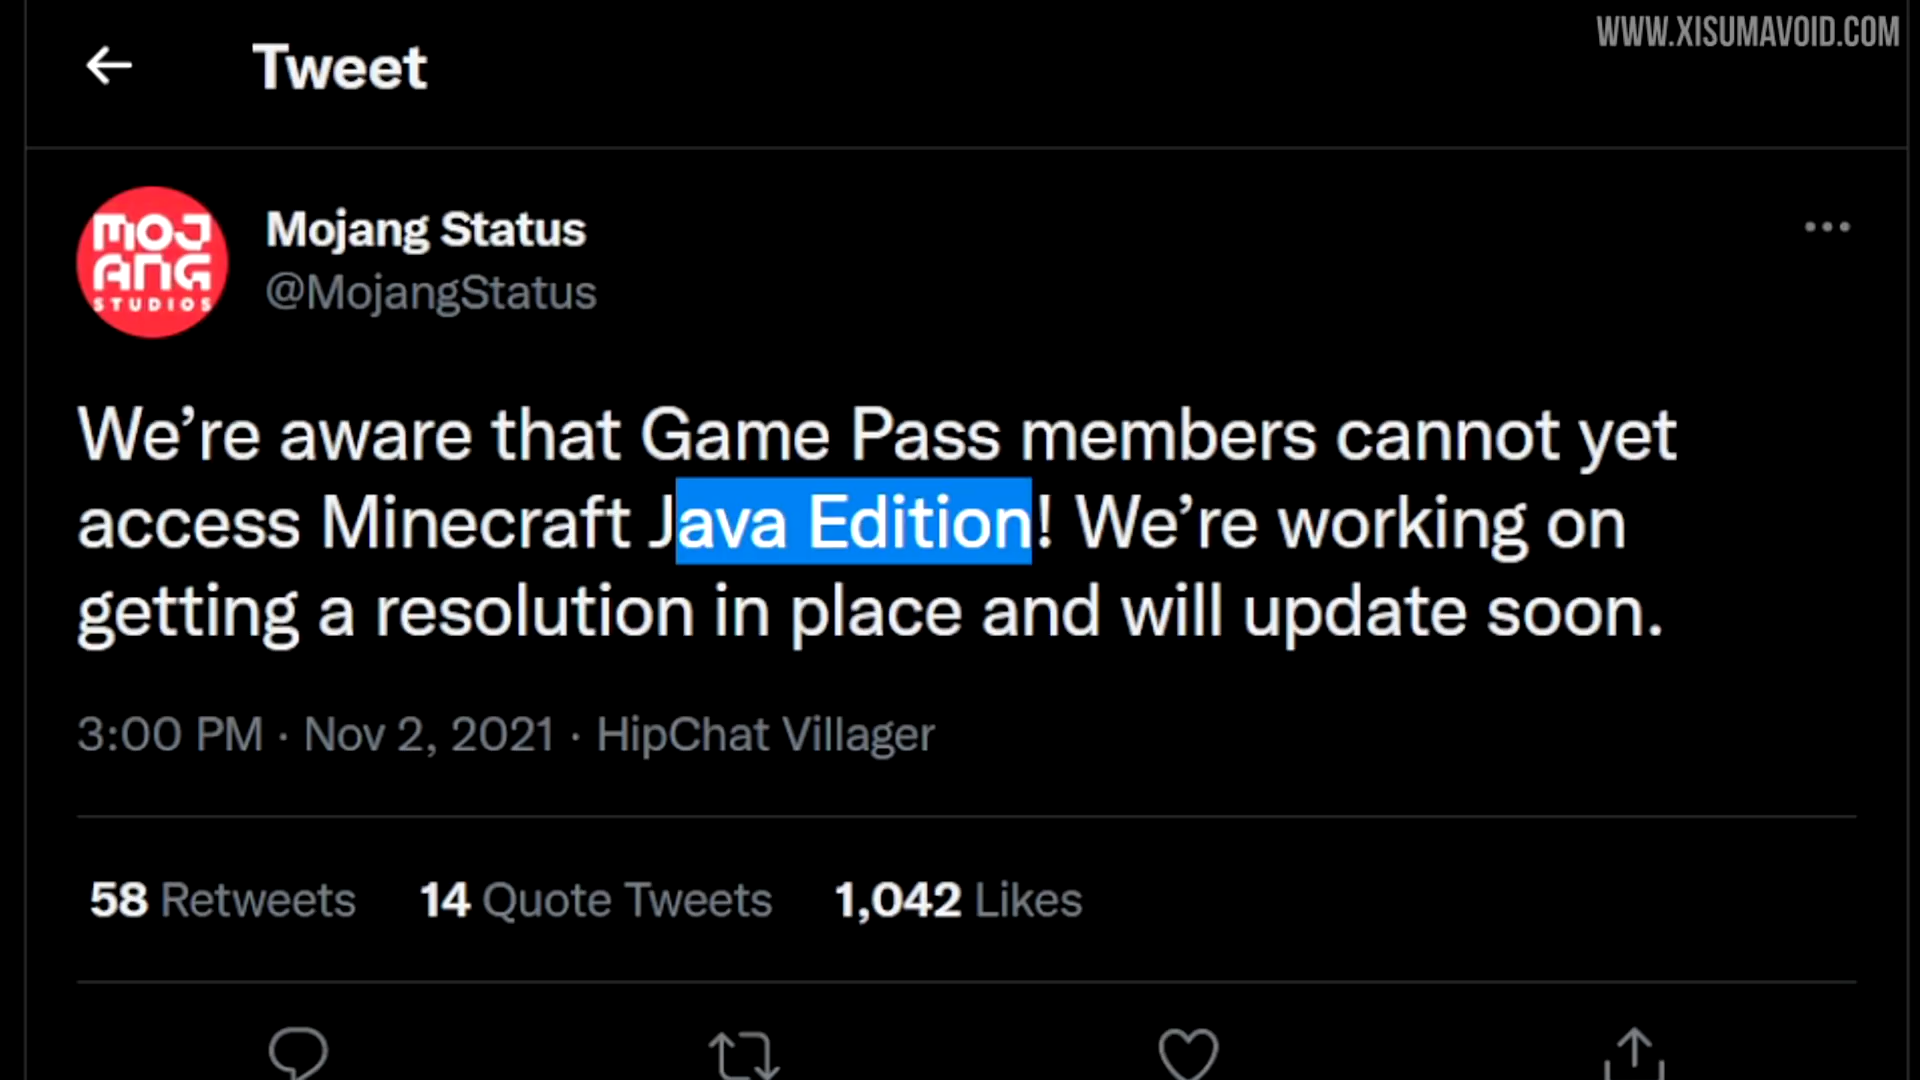 WWW.XISUMAVOID.COM
Tweet
MOJ
ANG
STUDIOS
Mojang Status
@MojangStatus
We’re aware that Game Pass members cannot yet
access Minecraft Java Edition! We’re working on
getting a resolution in place and will update soon.
3:00 PM · Nov 2, 2021 · HipChat Villager
58 Retweets 14 Quote Tweets 1,042 Likes